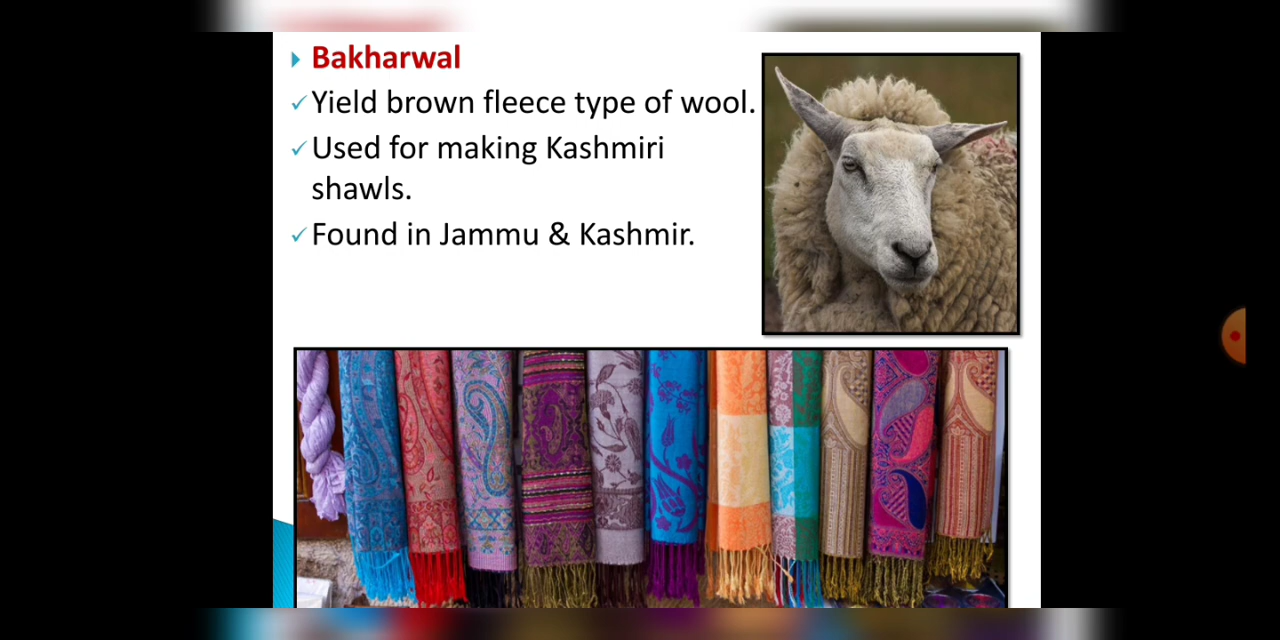 Bakharwal
Yield brown fleece type of wool.
Used for making Kashmiri
shawls.
Found in Jammu & Kashmir.